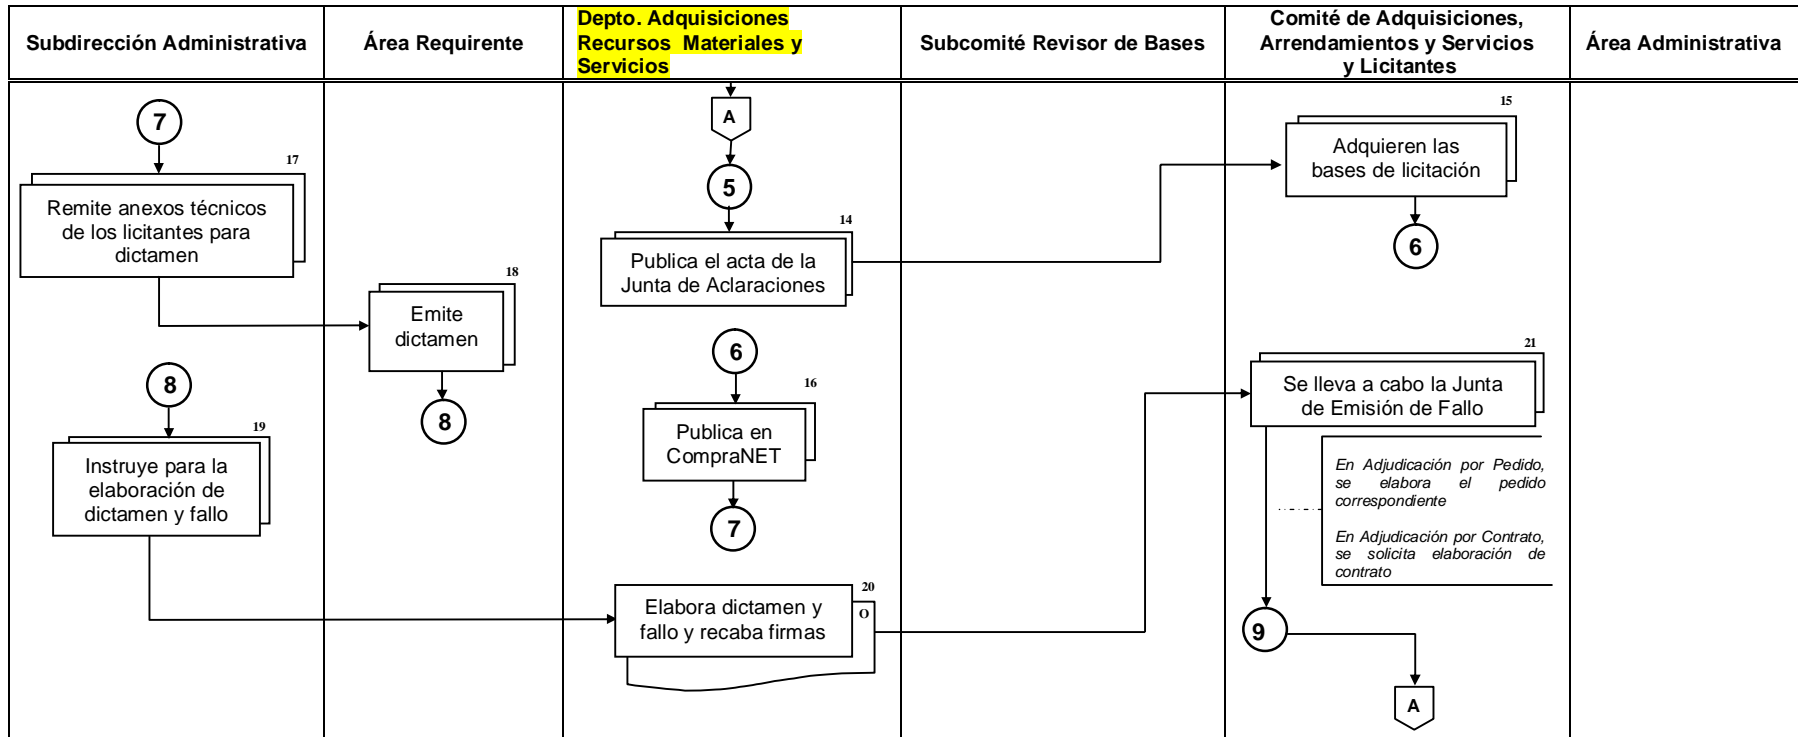 Subdirección Administrativa
Área Requirente
Depto. Adquisiciones
Recursos Materiales y
Servicios
Subcomité Revisor de Bases
Comité de Adquisiciones,
Arrendamientos y Servicios
y Licitantes
Área Administrativa
7
17
Remite anexos técnicos
de los licitantes para
dictamen
18
Emite
dictamen
8
8
19
Instruye para la
elaboración de
dictamen y fallo
A
5
14
Publica el acta de la
Junta de Aclaraciones
6
16
Publica en
CompraNET
7
20
O
Elabora dictamen y
fallo y recaba firmas
15
Adquieren las
bases de licitación
6
21
Se lleva a cabo la Junta
de Emisión de Fallo
En Adjudicación por Pedido,
se elabora el pedido
correspondiente
En Adjudicación por Contrato,
se solicita elaboración de
contrato
9
A